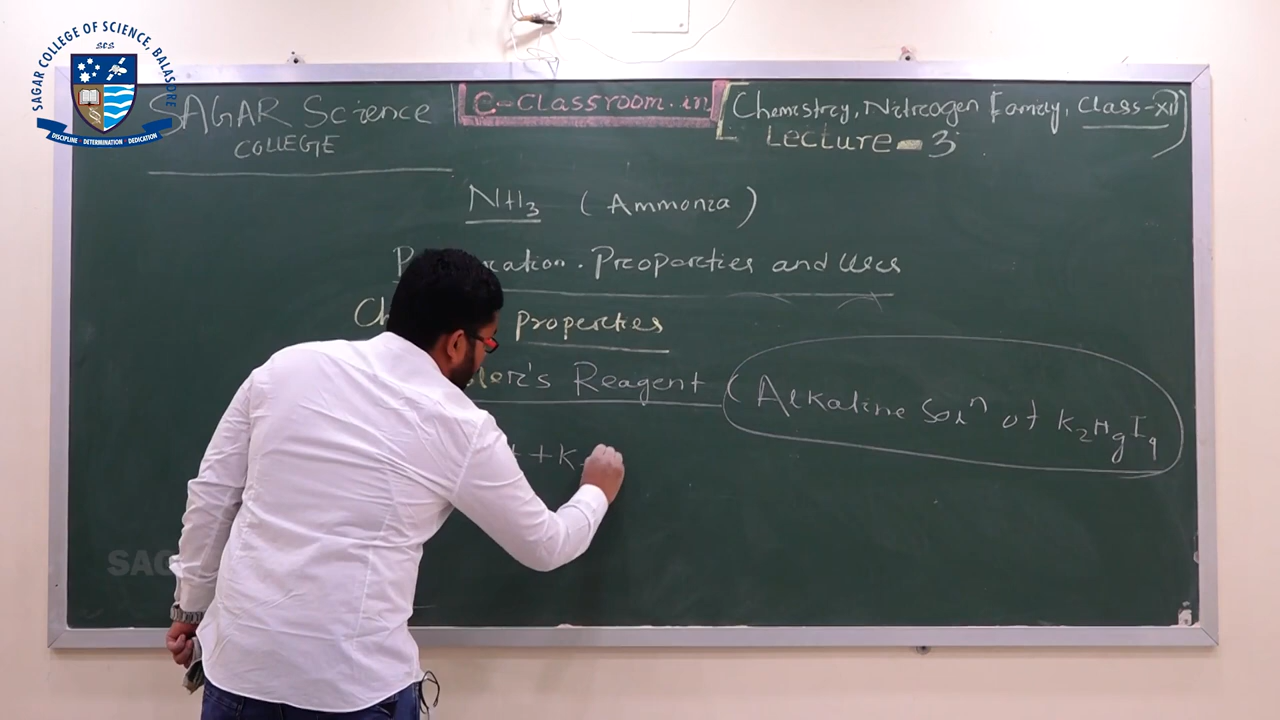 SAGAR COLLEGE OF SCIENCE, BALASORE
SCS
DISCIPLINE DETERMINATION DEDICATION
SAGAR Science
COLLEGE
e-classroom.in
Chemistry, Nitrogen Family, Class-XII
Lecture-3
NH3 (Ammonia)
Properties and Uses
Properties
Reagent (Alkaline Solⁿ of K2HgI4
+ K
SAG